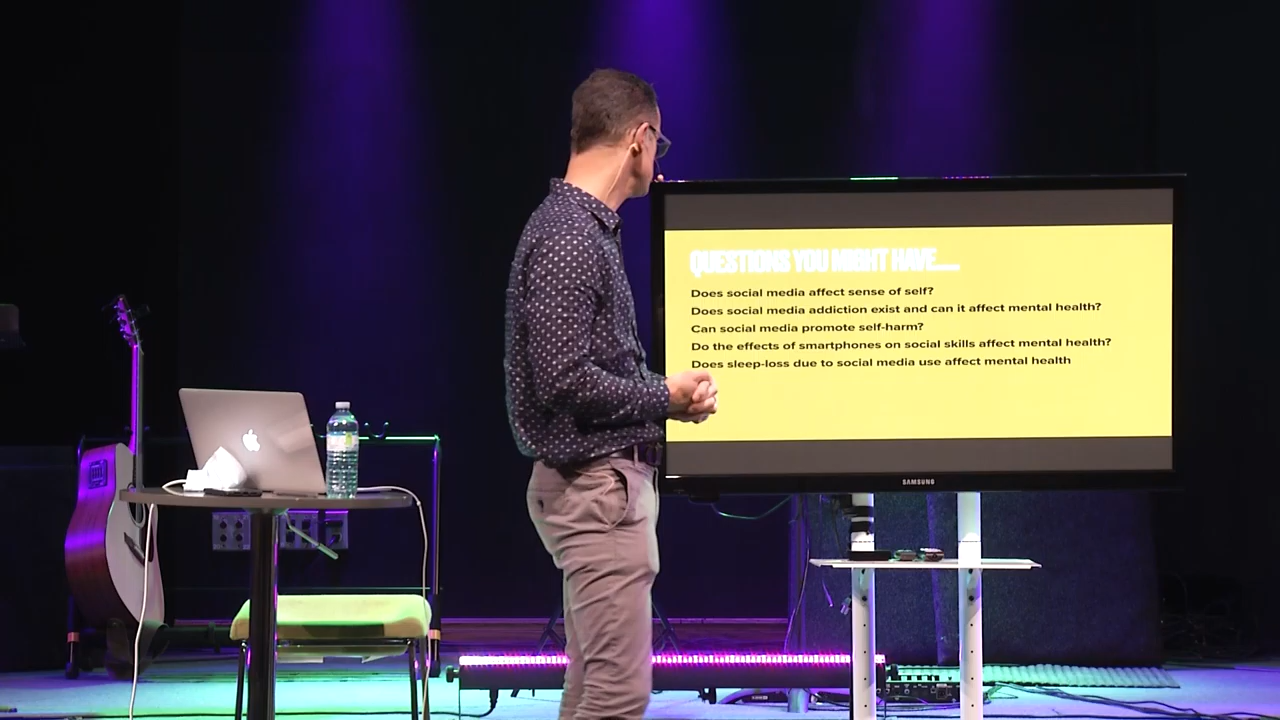 QUESTIONS YOU MIGHT HAVE.....
Does social media affect sense of self?
Does social media addiction exist and can it affect mental health?
Can social media promote self-harm?
Do the effects of smartphones on social skills affect mental health?
Does sleep-loss due to social media use affect mental health
SAMSUNG